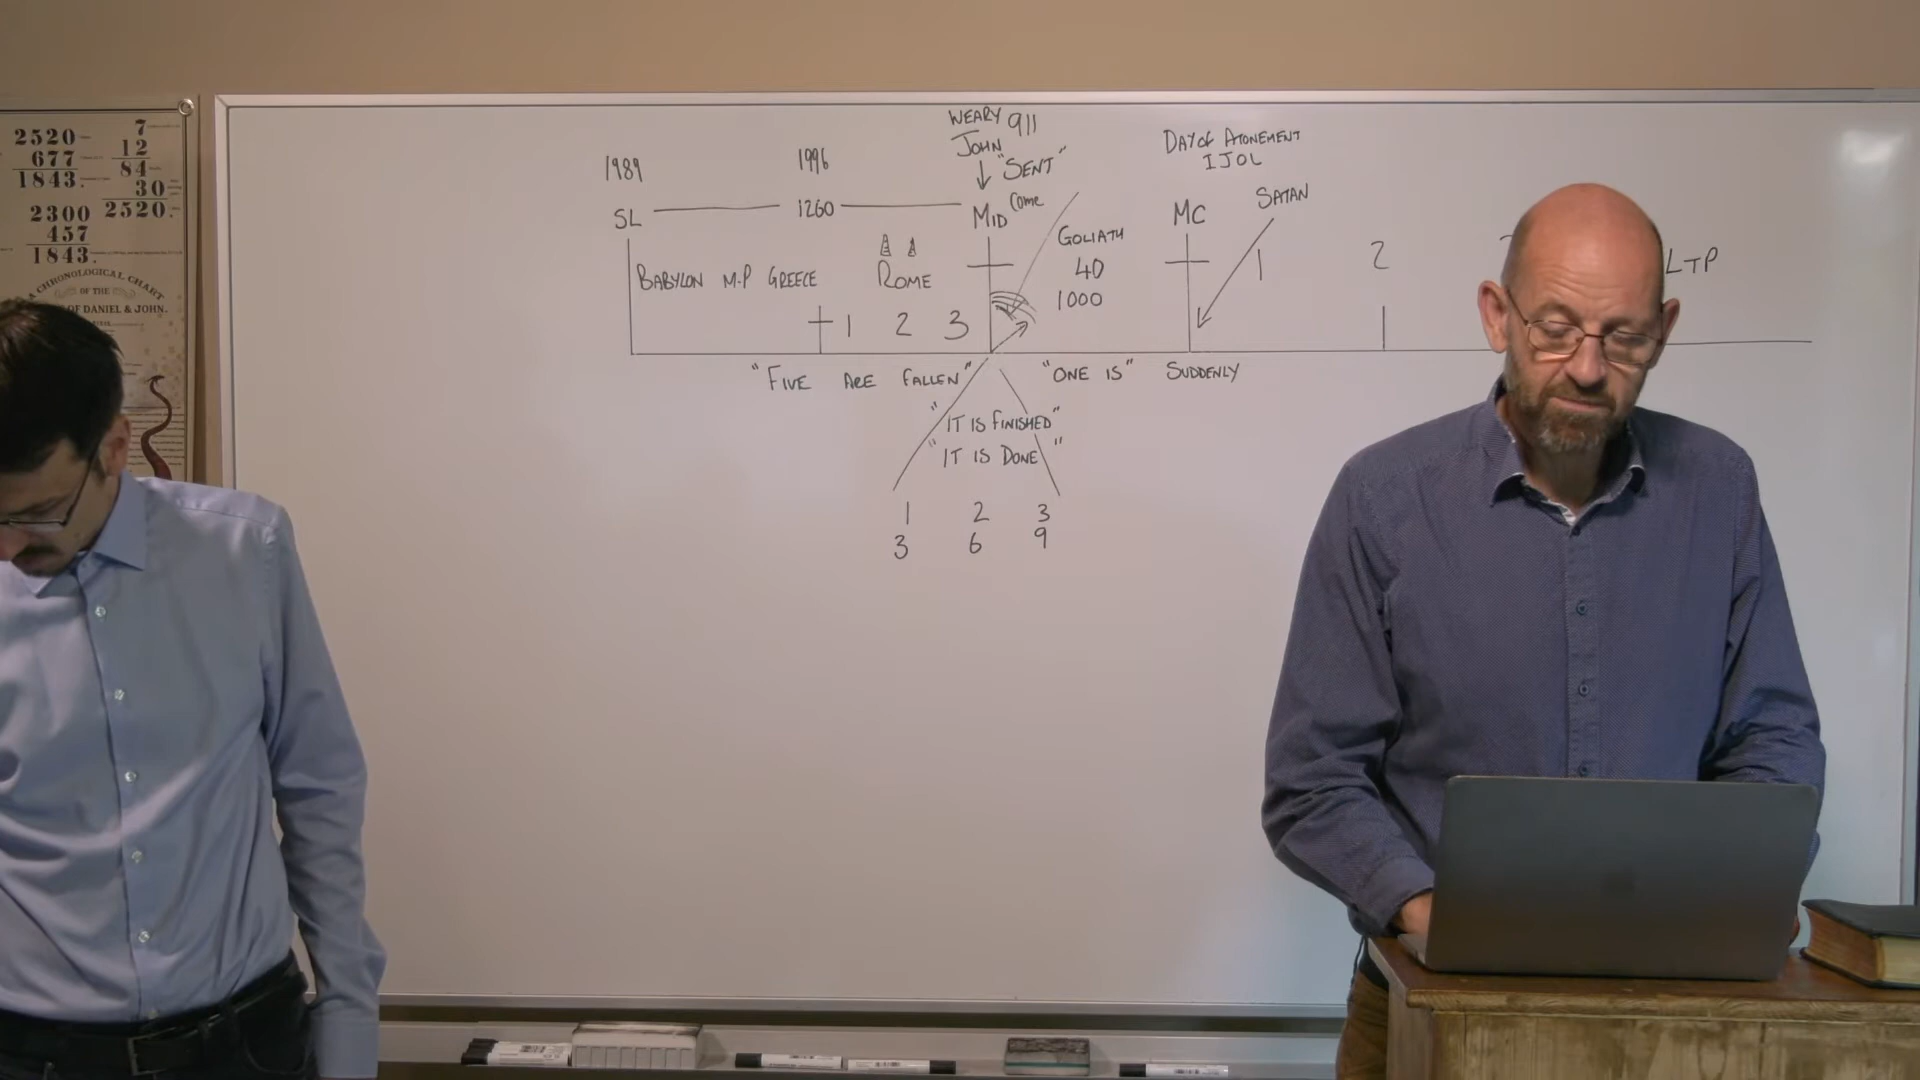 2520 7
677 12
1843. 84
30
2300 2520.
457
1843.
A CHRONOLOGICAL CHART
OF THE
OF DANIEL & JOHN.
WEARY 911
JOHN
"SENT"
DAY OF ATONEMENT
IJOL
1989 1996
SL 1260 MID COME MC SATAN
GOLIATH
40
1000
1 2 LTP
BABYLON M-P GREECE ROME
1 2 3
"FIVE ARE FALLEN" "ONE IS" SUDDENLY
"IT IS FINISHED"
"IT IS DONE"
1 2 3
3 6 9